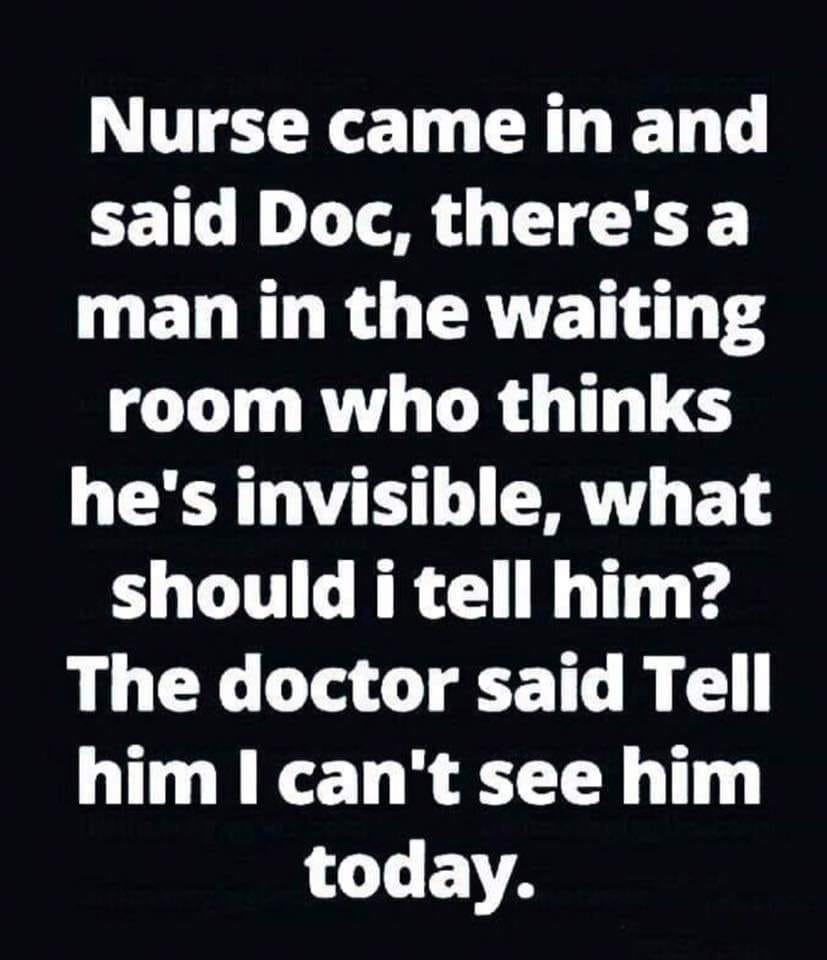 Nurse came in and
said Doc, there's a
man in the waiting
room who thinks
he's invisible, what
should i tell him?
The doctor said Tell
him I can't see him
today.